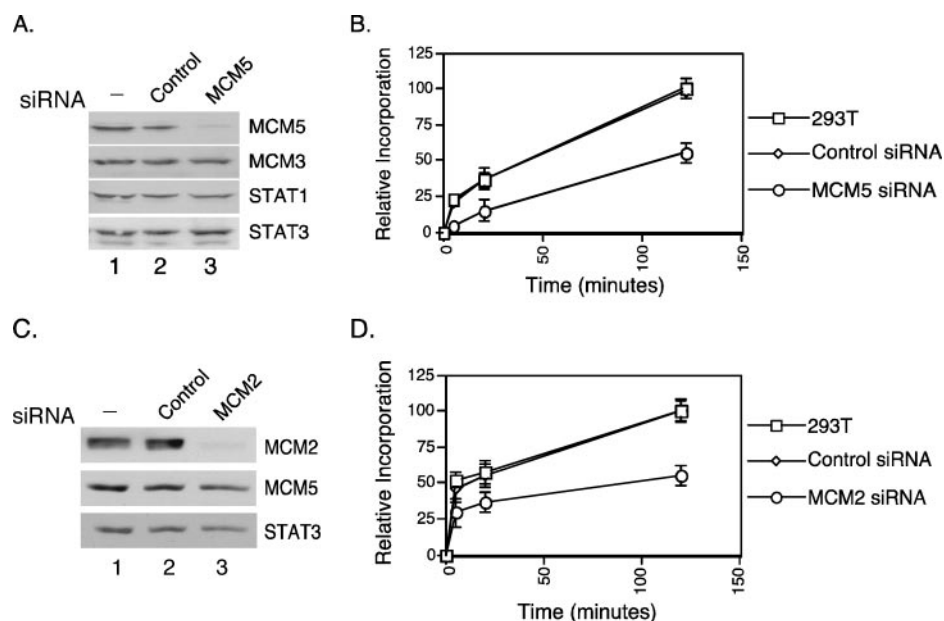 A.
siRNA
–
Control
MCM5
MCM5
MCM3
STAT1
STAT3
1 2 3
B.
Relative Incorporation
125
100
75
50
25
0
0 50 100 150
Time (minutes)
293T
Control siRNA
MCM5 siRNA
C.
siRNA
–
Control
MCM2
MCM2
MCM5
STAT3
1 2 3
D.
Relative Incorporation
125
100
75
50
25
0
0 50 100 150
Time (minutes)
293T
Control siRNA
MCM2 siRNA